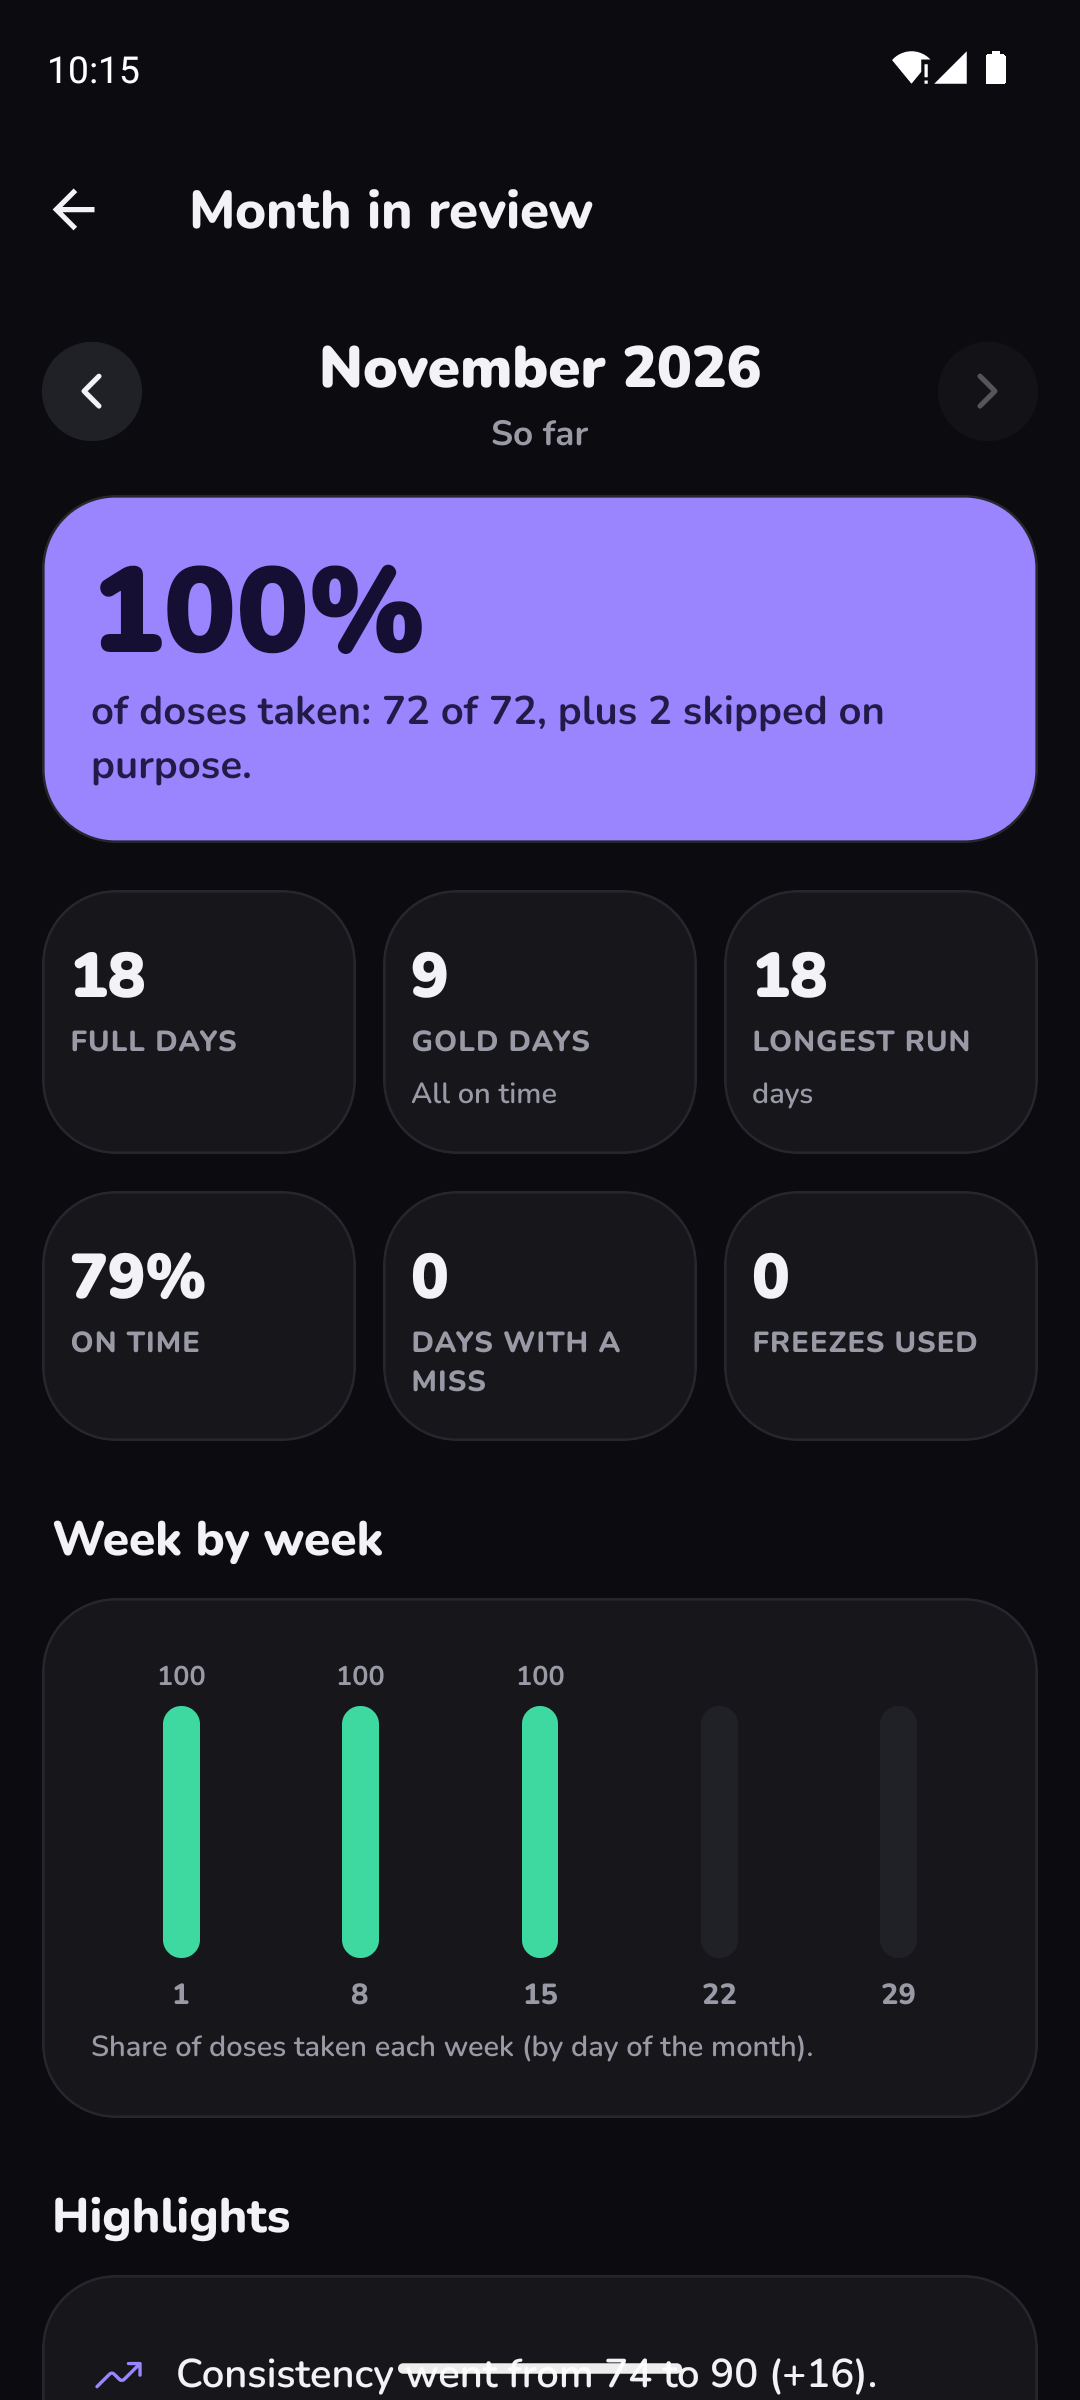 10:15
Month in review
November 2026
So far
100%
of doses taken: 72 of 72, plus 2 skipped on
purpose.
18
FULL DAYS
9
GOLD DAYS
All on time
18
LONGEST RUN
days
79%
ON TIME
0
DAYS WITH A
MISS
0
FREEZES USED
Week by week
100 100 100
1 8 15 22 29
Share of doses taken each week (by day of the month).
Highlights
Consistency went from 74 to 90 (+16).